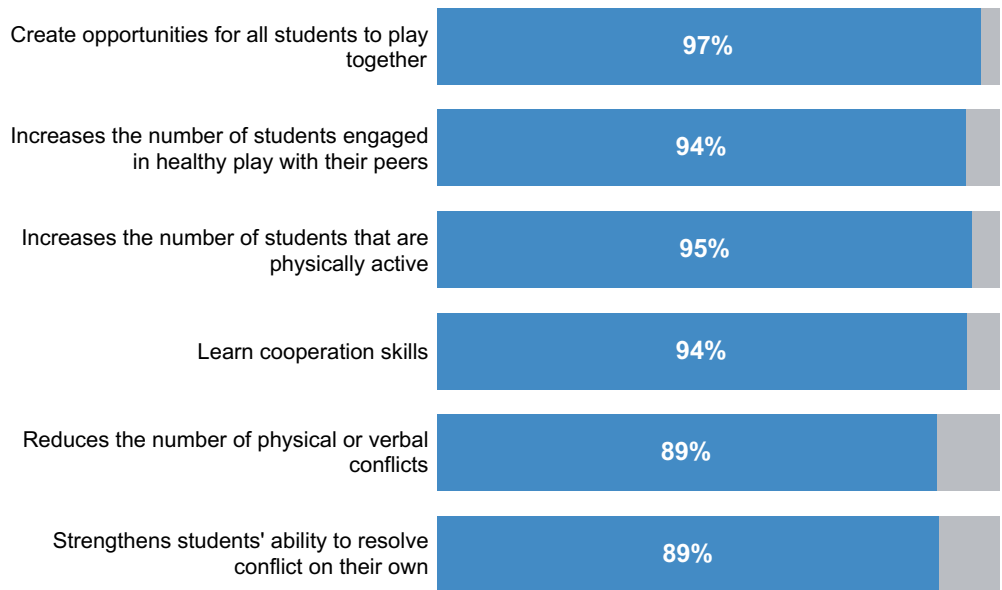 Create opportunities for all students to play
together
97%
Increases the number of students engaged
in healthy play with their peers
94%
Increases the number of students that are
physically active
95%
Learn cooperation skills
94%
Reduces the number of physical or verbal
conflicts
89%
Strengthens students' ability to resolve
conflict on their own
89%